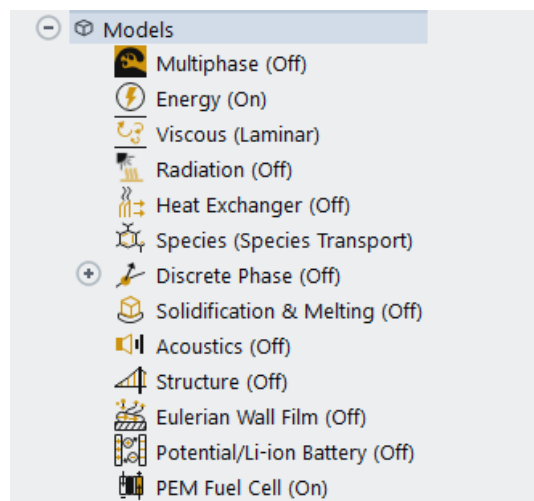 Models
Multiphase (Off)
Energy (On)
Viscous (Laminar)
Radiation (Off)
Heat Exchanger (Off)
Species (Species Transport)
Discrete Phase (Off)
Solidification & Melting (Off)
Acoustics (Off)
Structure (Off)
Eulerian Wall Film (Off)
Potential/Li-ion Battery (Off)
PEM Fuel Cell (On)